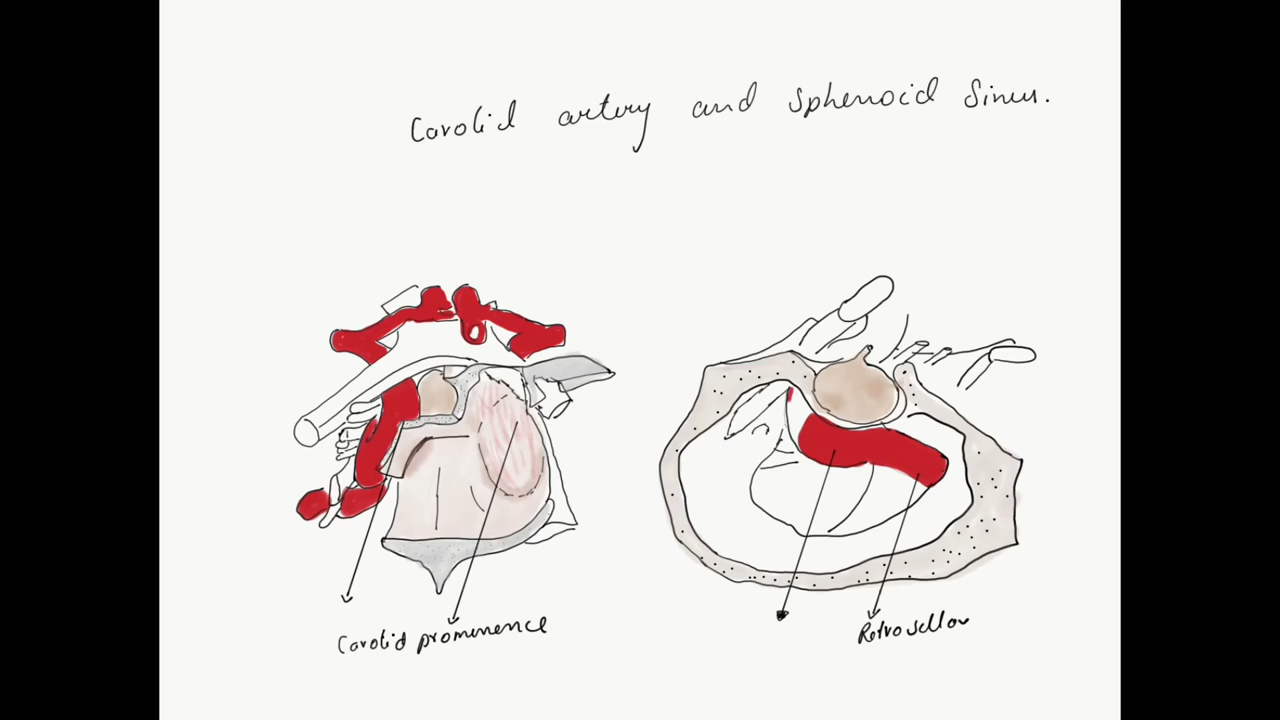 Carotid artery and sphenoid sinus.
Carotid prominence
Retrosellar